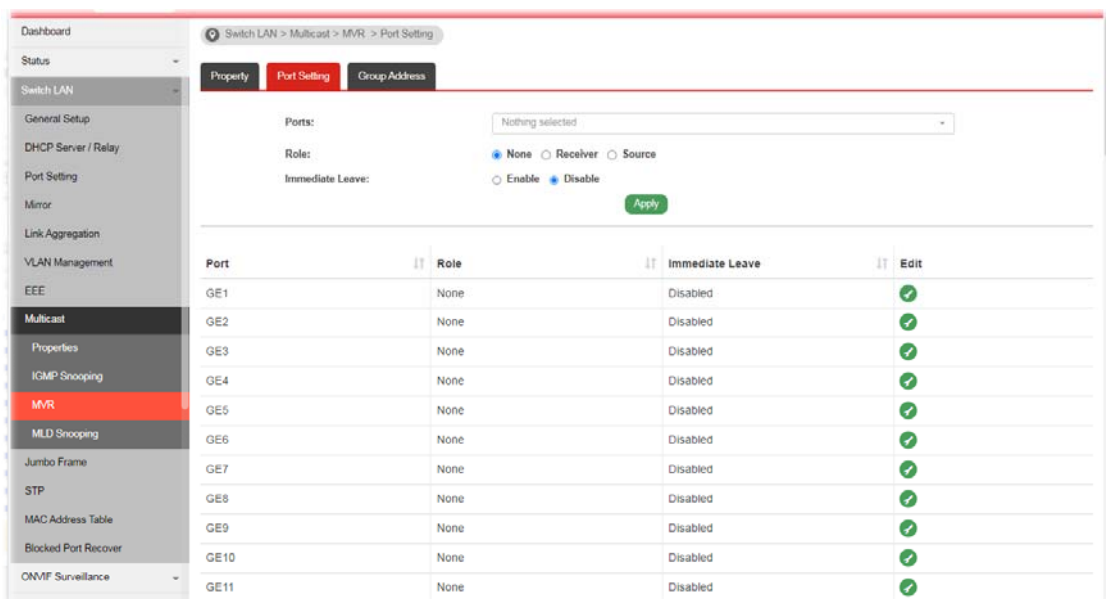 Dashboard
Status
Switch LAN
General Setup
DHCP Server / Relay
Port Setting
Mirror
Link Aggregation
VLAN Management
EEE
Multicast
Properties
IGMP Snooping
MVR
MLD Snooping
Jumbo Frame
STP
MAC Address Table
Blocked Port Recover
ONVIF Surveillance
Switch LAN > Multicast > MVR > Port Setting
Property Port Setting Group Address
Ports: Nothing selected
Role: None Receiver Source
Immediate Leave: Enable Disable
Apply
Port Role Immediate Leave Edit
GE1 None Disabled
GE2 None Disabled
GE3 None Disabled
GE4 None Disabled
GE5 None Disabled
GE6 None Disabled
GE7 None Disabled
GE8 None Disabled
GE9 None Disabled
GE10 None Disabled
GE11 None Disabled